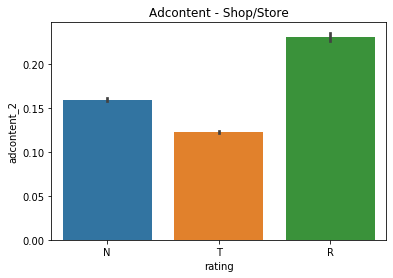 Adcontent - Shop/Store
adcontent_2
0.20
0.15
0.10
0.05
0.00
N T R
rating